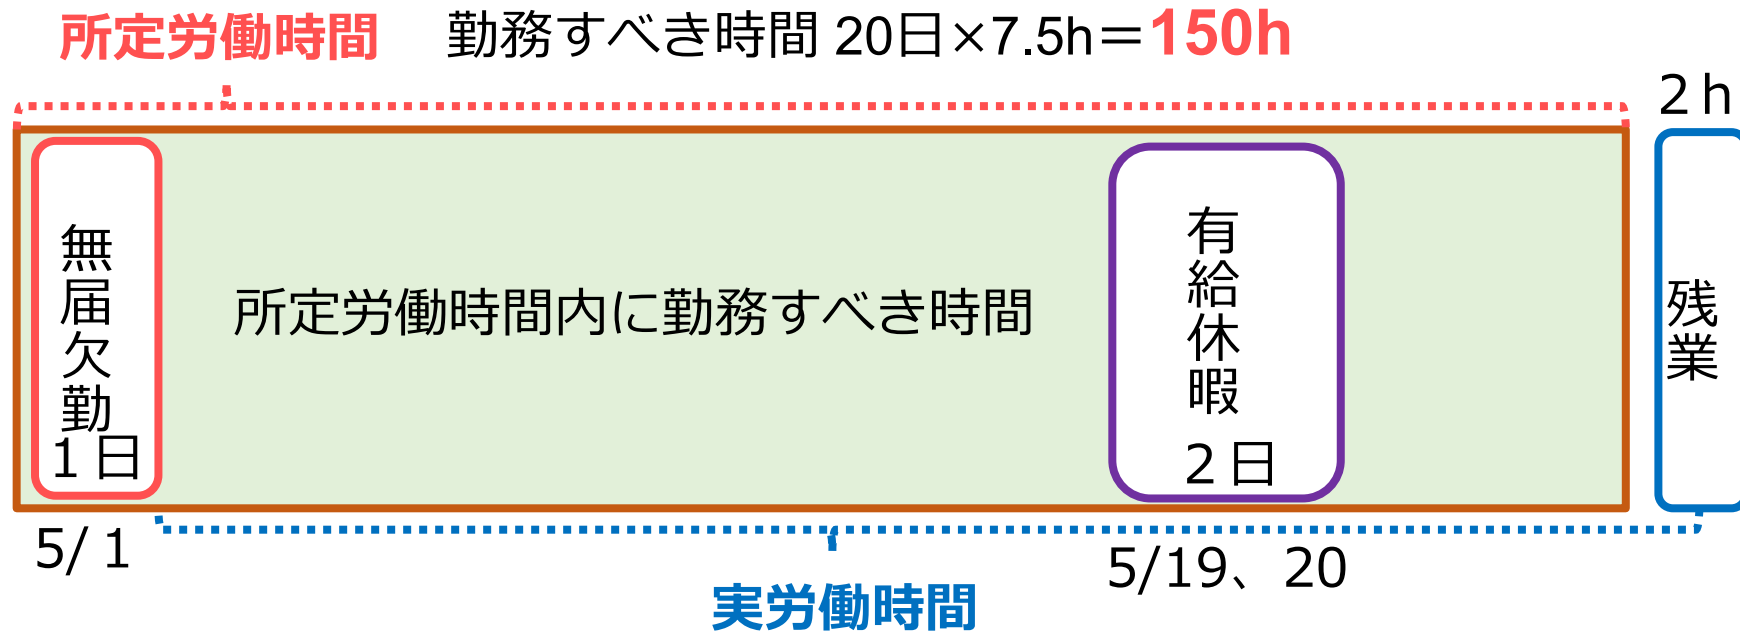 所定労働時間 勤務すべき時間 20日×7.5h＝150h
２ｈ
無届欠勤
１日
所定労働時間内に勤務すべき時間
有給休暇
２日
残業
5/１
5/19、20
実労働時間